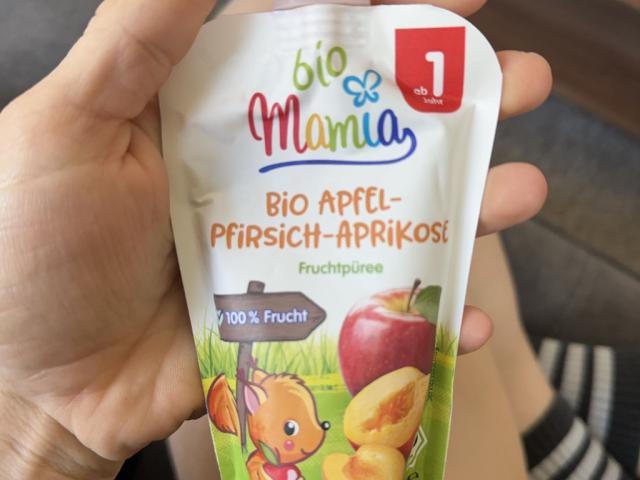 bio
Mamia
ab 1
Jahr
BiO APFEL-
PFiRSiCH-APRiKOSE
Fruchtpüree
100 % Frucht